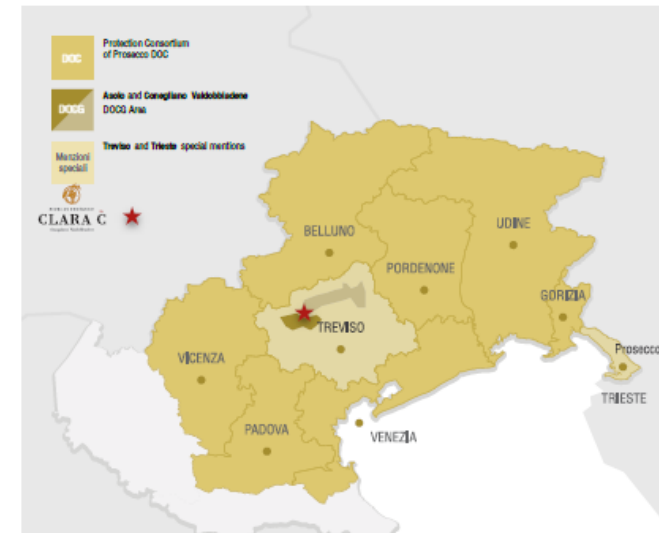 DOC
Protection Consortium
of Prosecco DOC
DOCG
Asolo and Conegliano Valdobbiadene
DOCG Area
Menzioni
speciali
Treviso and Trieste special mentions
CLARA C
BELLUNO
UDINE
PORDENONE
GORIZIA
TREVISO
Prosecco
VICENZA
TRIESTE
PADOVA
VENEZIA